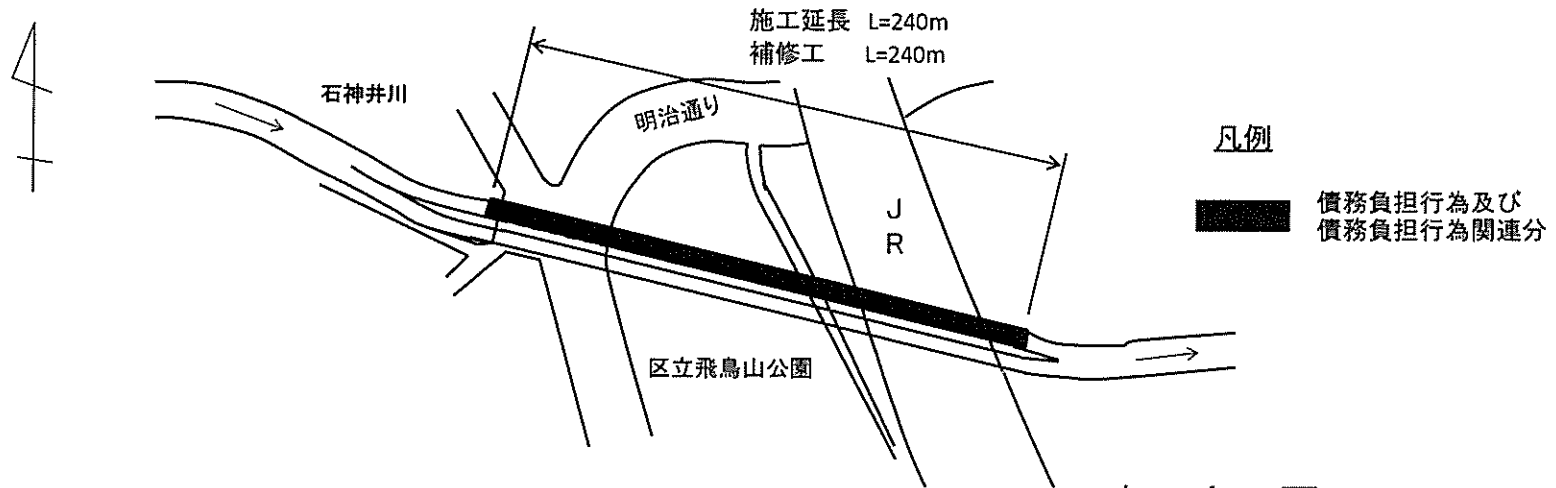 施工延長 L=240m
補修工 L=240m
石神井川
明治通り
凡例
債務負担行為及び
債務負担行為関連分
JR
区立飛鳥山公園